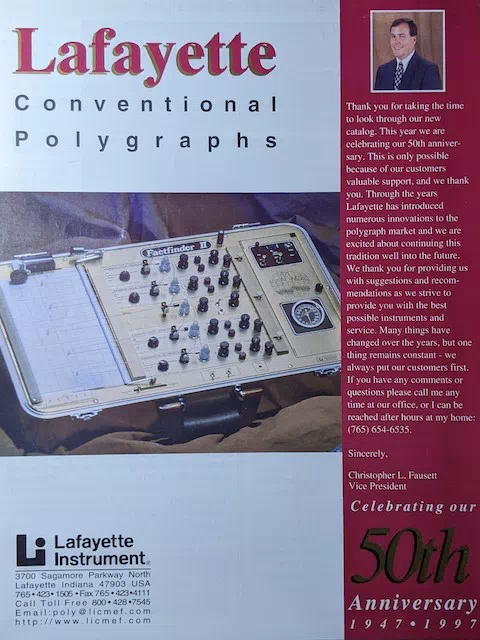 Lafayette
Conventional
Polygraphs
Factfinder II
Lafayette
Instrument®
3700 Sagamore Parkway North
Lafayette Indiana 47903 USA
765•423•1505•Fax 765•423•4111
Call Toll Free 800•428•7545
Email:poly@licmef.com
http://www.licmef.com
Thank you for taking the time
to look through our new
catalog. This year we are
celebrating our 50th anniver-
sary. This is only possible
because of our customers
valuable support, and we thank
you. Through the years
Lafayette has introduced
numerous innovations to the
polygraph market and we are
excited about continuing this
tradition well into the future.
We thank you for providing us
with suggestions and recom-
mendations as we strive to
provide you with the best
possible instruments and
service. Many things have
changed over the years, but one
thing remains constant - we
always put our customers first.
If you have any comments or
questions please call me any
time at our office, or I can be
reached after hours at my home:
(765) 654-6535.
Sincerely,
Christopher L. Fausett
Vice President
Celebrating our
50th
Anniversary
1947•1997